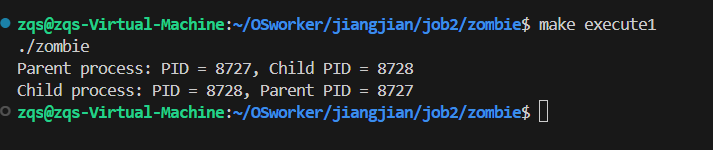 zqs@zqs-Virtual-Machine:~/OSworker/jiangjian/job2/zombie$ make execute1
./zombie
Parent process: PID = 8727, Child PID = 8728
Child process: PID = 8728, Parent PID = 8727
zqs@zqs-Virtual-Machine:~/OSworker/jiangjian/job2/zombie$